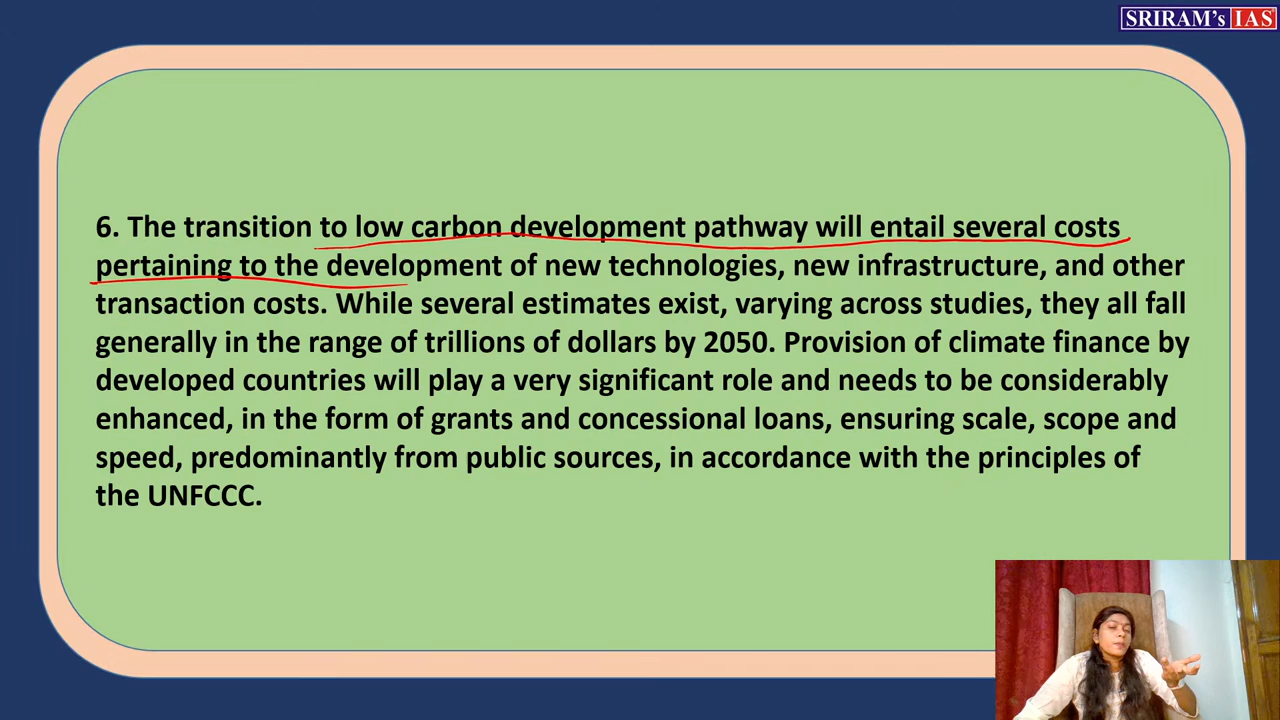 SRIRAM's IAS
6. The transition to low carbon development pathway will entail several costs
pertaining to the development of new technologies, new infrastructure, and other
transaction costs. While several estimates exist, varying across studies, they all fall
generally in the range of trillions of dollars by 2050. Provision of climate finance by
developed countries will play a very significant role and needs to be considerably
enhanced, in the form of grants and concessional loans, ensuring scale, scope and
speed, predominantly from public sources, in accordance with the principles of
the UNFCCC.